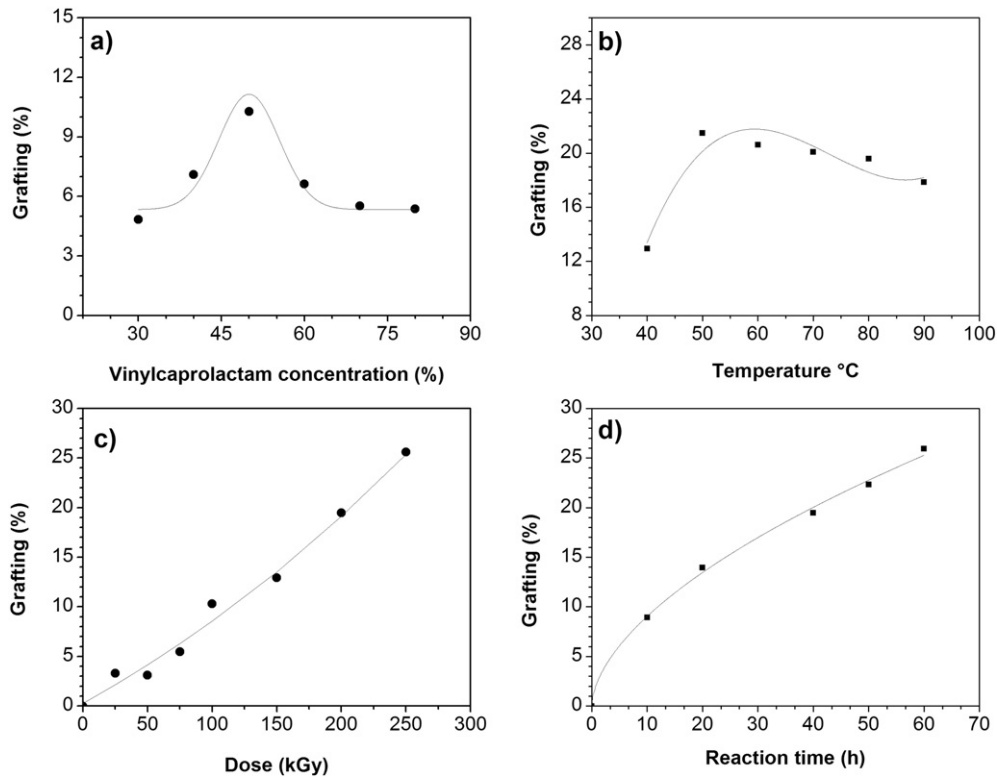 a)
15
12
9
6
3
0
Grafting (%)
30 45 60 75 90
Vinylcaprolactam concentration (%)
b)
28
24
20
16
12
8
Grafting (%)
30 40 50 60 70 80 90 100
Temperature °C
c)
30
25
20
15
10
5
0
Grafting (%)
0 50 100 150 200 250 300
Dose (kGy)
d)
30
25
20
15
10
5
0
Grafting (%)
0 10 20 30 40 50 60 70
Reaction time (h)